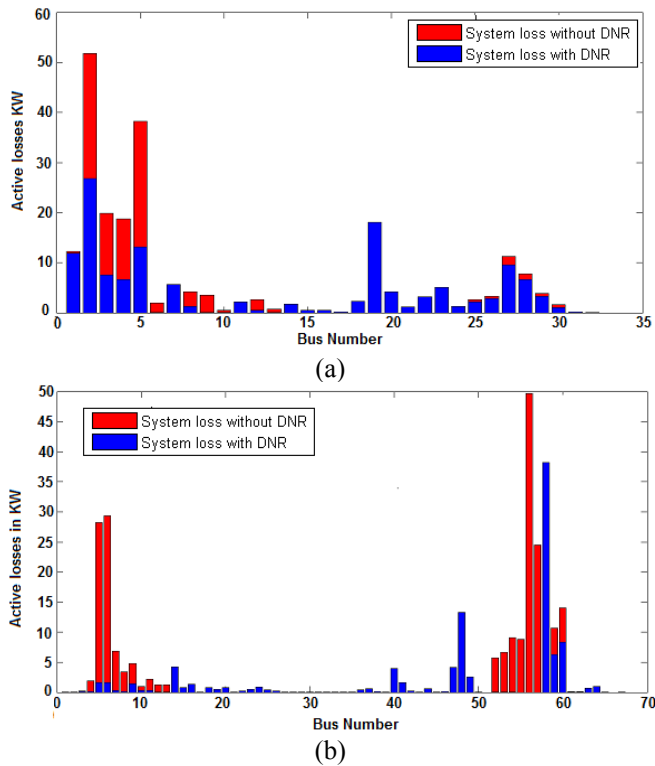 60
50
40
30
20
10
0
Active losses KW
System loss without DNR
System loss with DNR
0 5 10 15 20 25 30 35
Bus Number
(a)
50
45
40
35
30
25
20
15
10
5
0
Active losses in KW
System loss without DNR
System loss with DNR
0 10 20 30 40 50 60 70
Bus Number
(b)